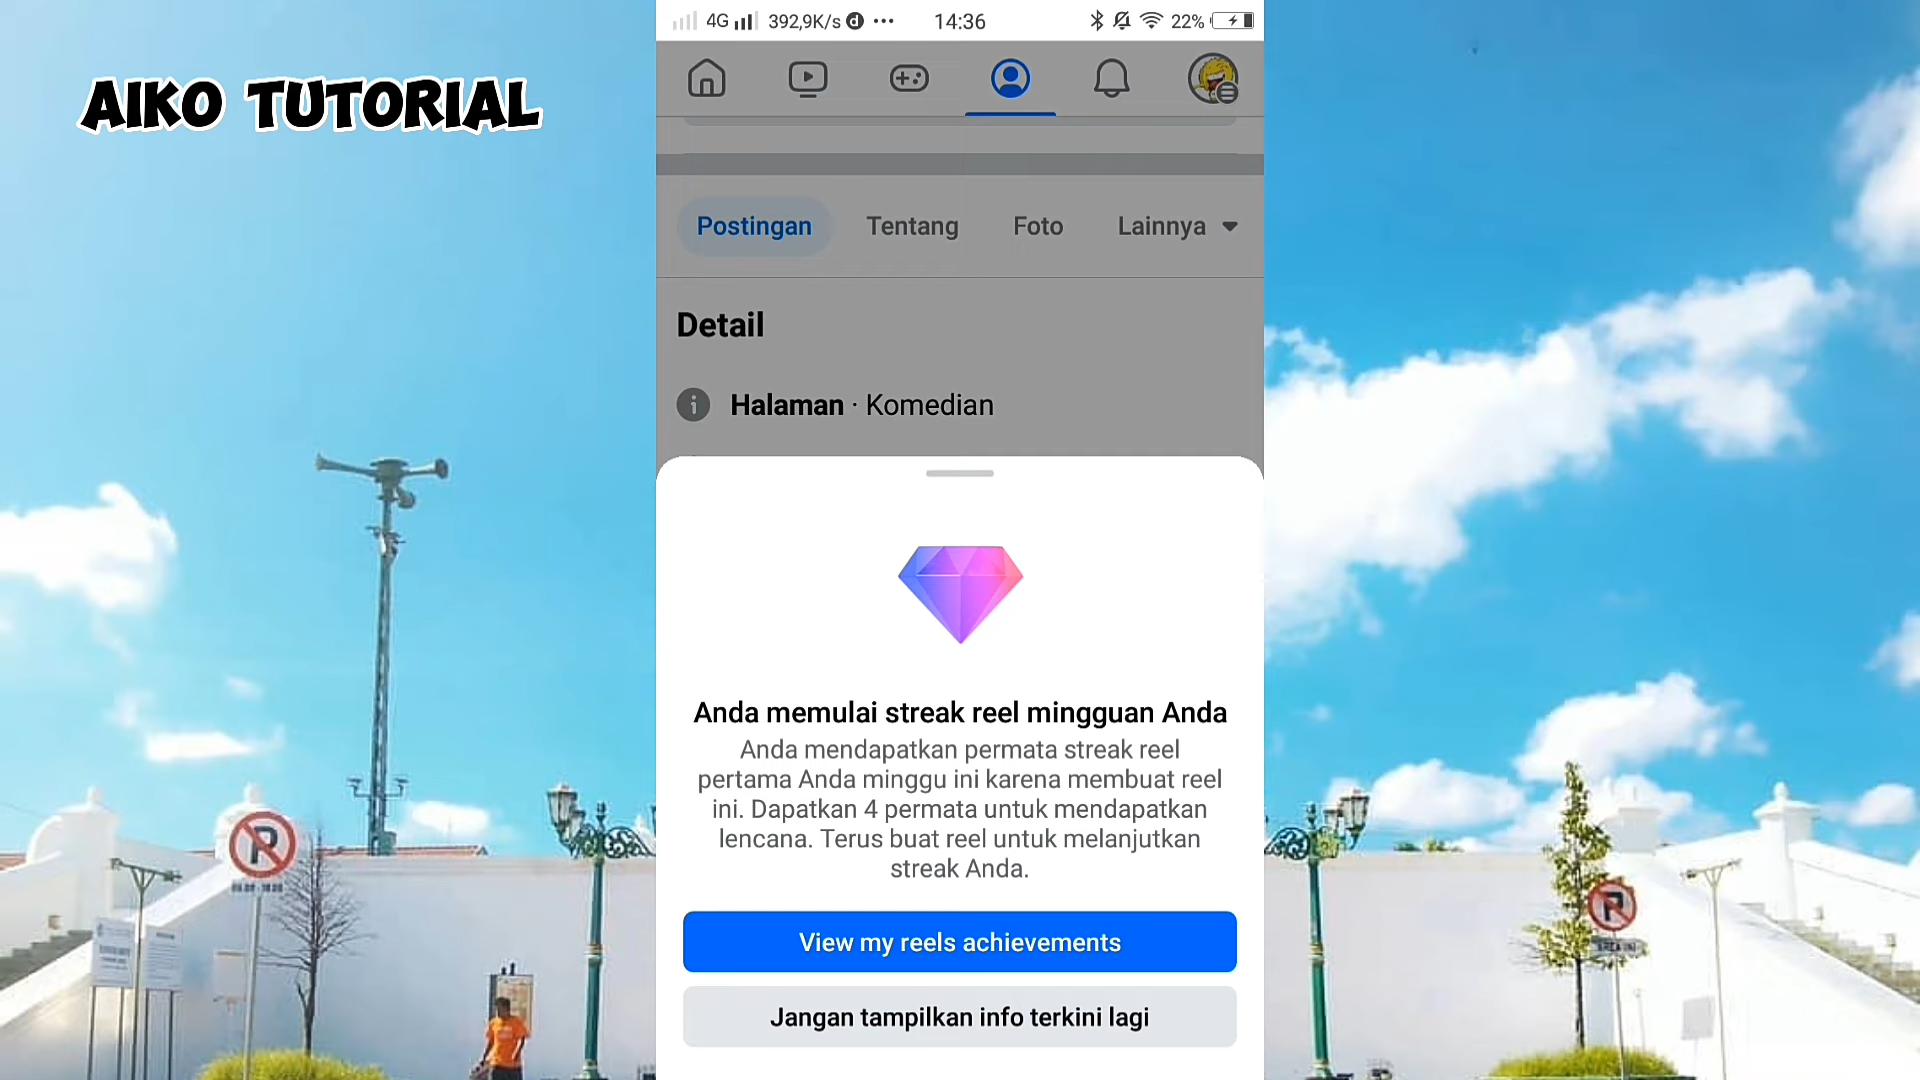 AIKO TUTORIAL
4G 392,9K/s 14:36 22%
Postingan Tentang Foto Lainnya
Detail
Halaman · Komedian
Anda memulai streak reel mingguan Anda
Anda mendapatkan permata streak reel
pertama Anda minggu ini karena membuat reel
ini. Dapatkan 4 permata untuk mendapatkan
lencana. Terus buat reel untuk melanjutkan
streak Anda.
View my reels achievements
Jangan tampilkan info terkini lagi
P
P